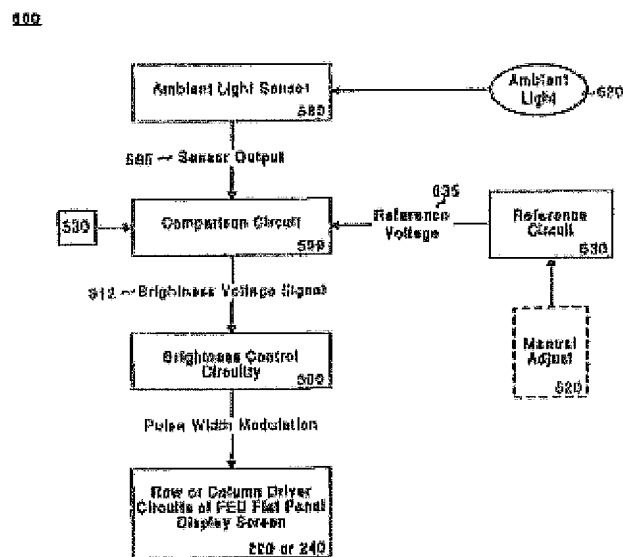 600
Ambient Light Sensor
580
Ambient
Light
620
Sensor Output
Comparison Circuit
590
530
635
Reference
Voltage
Reference
Circuit
630
512
Brightness Voltage Signal
Manual
Adjust
Brightness Control
Circuitry
500
Pulse Width Modulation
Row or Column Driver
Circuits of FED Flat Panel
Display Screen
220 or 240